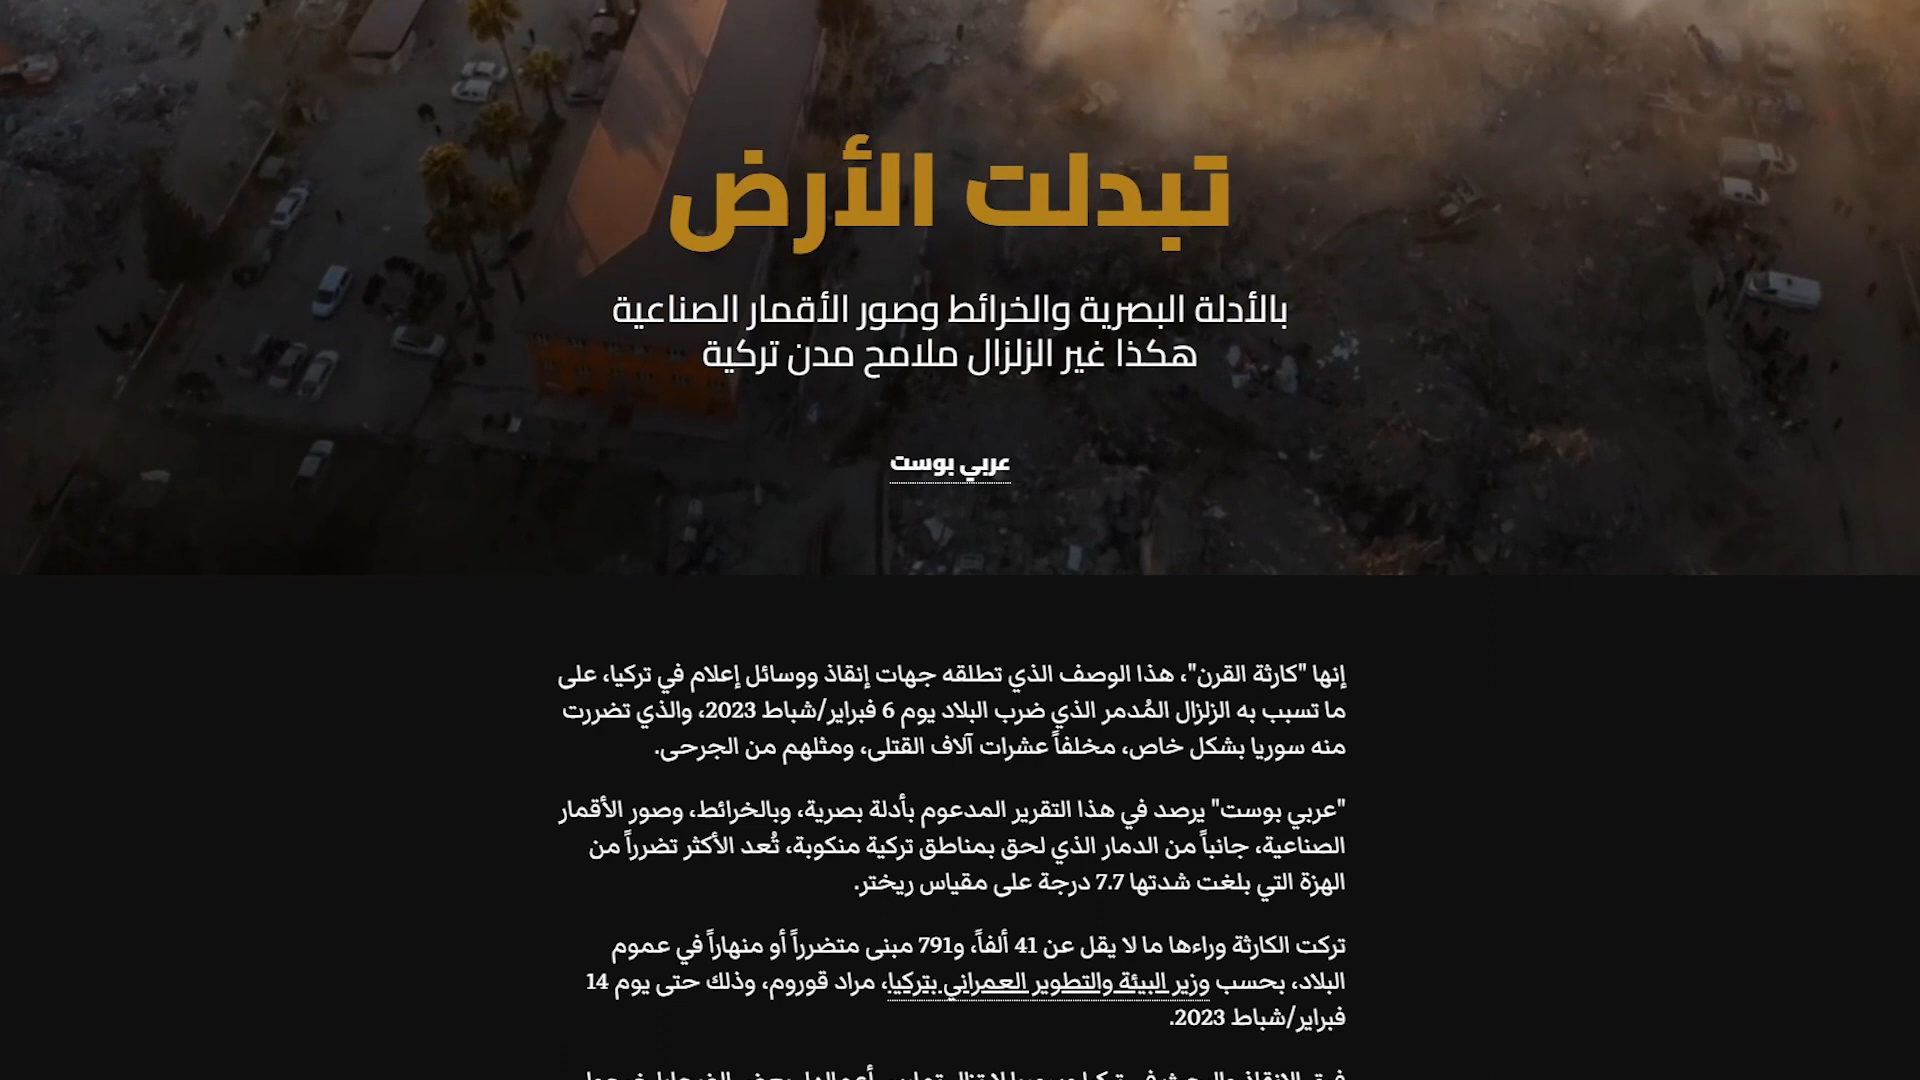 تبدلت الأرض
بالأدلة البصرية والخرائط وصور الأقمار الصناعية
هكذا غير الزلزال ملامح مدن تركية
عربي بوست
إنها "كارثة القرن"، هذا الوصف الذي تطلقه جهات إنقاذ ووسائل إعلام في تركيا، على
ما تسبب به الزلزال المُدمر الذي ضرب البلاد يوم 6 فبراير/شباط 2023، والذي تضررت
منه سوريا بشكل خاص، مخلفاً عشرات آلاف القتلى، ومثلهم من الجرحى.
"عربي بوست" يرصد في هذا التقرير المدعوم بأدلة بصرية، وبالخرائط، وصور الأقمار
الصناعية، جانباً من الدمار الذي لحق بمناطق تركية منكوبة، تُعد الأكثر تضرراً من
الهزة التي بلغت شدتها 7.7 درجة على مقياس ريختر.
تركت الكارثة وراءها ما لا يقل عن 41 ألفاً، و791 مبنى متضرراً أو منهاراً في عموم
البلاد، بحسب وزير البيئة والتطوير العمراني بتركيا، مراد قوروم، وذلك حتى يوم 14
فبراير/شباط 2023.